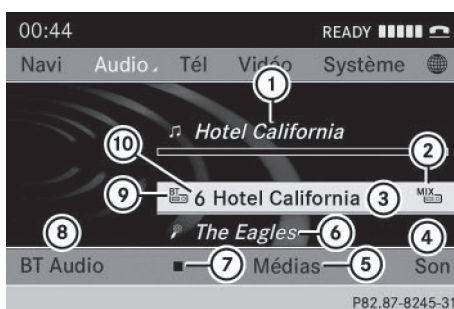 00:44 READY
Navi Audio Tél Vidéo Système
1
Hotel California
10 2
9 BT 6 Hotel California 3 MIX
8 The Eagles 6 4
BT Audio 7 Médias 5 Son
P82.87-8245-31